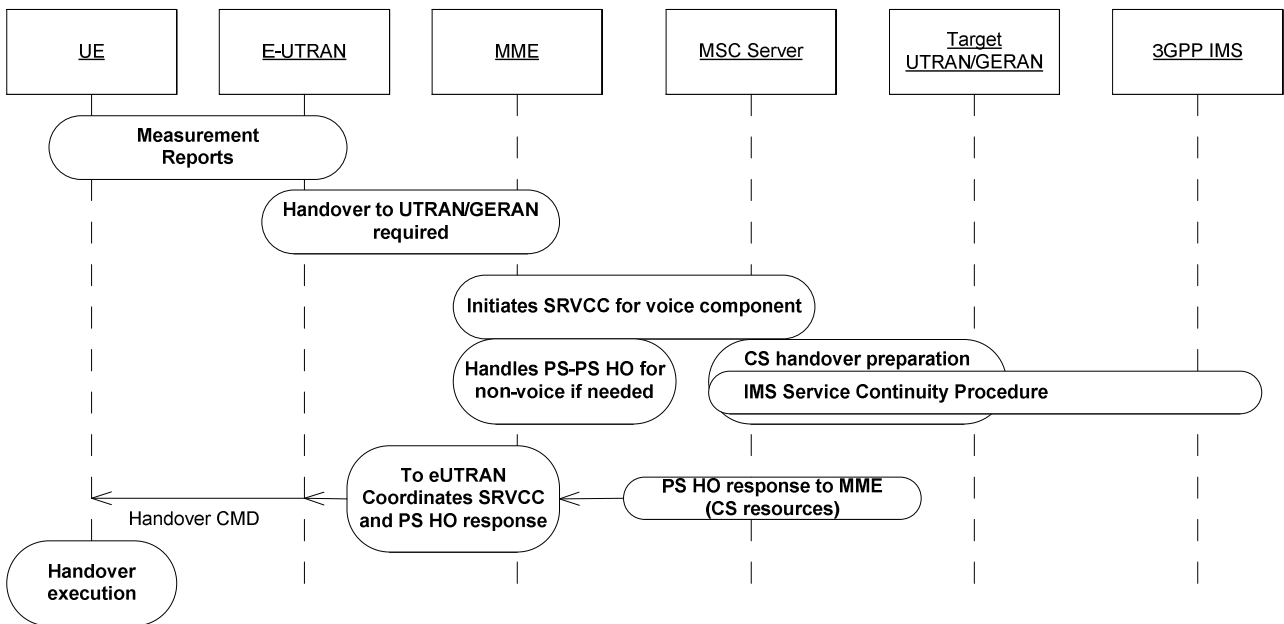 UE
E-UTRAN
MME
MSC Server
Target
UTRAN/GERAN
3GPP IMS
Measurement
Reports
Handover to UTRAN/GERAN
required
Initiates SRVCC for voice component
Handles PS-PS HO for
non-voice if needed
CS handover preparation
IMS Service Continuity Procedure
To eUTRAN
Coordinates SRVCC
and PS HO response
PS HO response to MME
(CS resources)
Handover CMD
Handover
execution